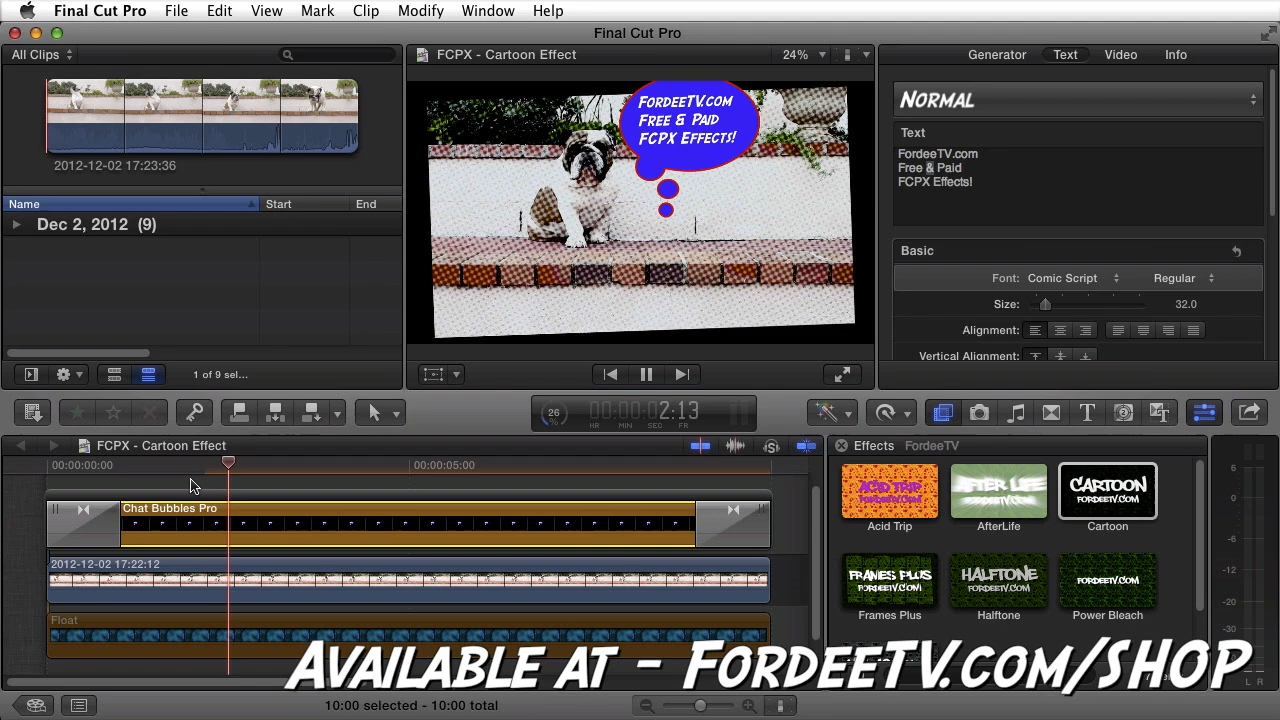 Final Cut Pro File Edit View Mark Clip Modify Window Help
Final Cut Pro
All Clips
2012-12-02 17:23:36
Name Start End
Dec 2, 2012 (9)
1 of 9 sel...
FCPX - Cartoon Effect 24%
FordeeTV.com
Free & Paid
FCPX Effects!
Generator Text Video Info
Normal
Text
FordeeTV.com
Free & Paid
FCPX Effects!
Basic
Font: Comic Script Regular
Size: 32.0
Alignment:
Vertical Alignment:
26 % 00:00:02:13
HR MIN SEC FR
FCPX - Cartoon Effect
00:00:00:00 00:00:05:00
Chat Bubbles Pro
2012-12-02 17:22:12
Float
Effects FordeeTV
ACID TRIP
FORDEETV.COM
Acid Trip
AFTER LIFE
FORDEETV.COM
AfterLife
CARTOON
FORDEETV.COM
Cartoon
FRAMES PLUS
FORDEETV.COM
Frames Plus
HALFTONE
FORDEETV.COM
Halftone
FORDEETV.COM
Power Bleach
6
0
-6
-12
-20
-30
L R
Available at - FordeeTV.com/SHOP
10:00 selected - 10:00 total